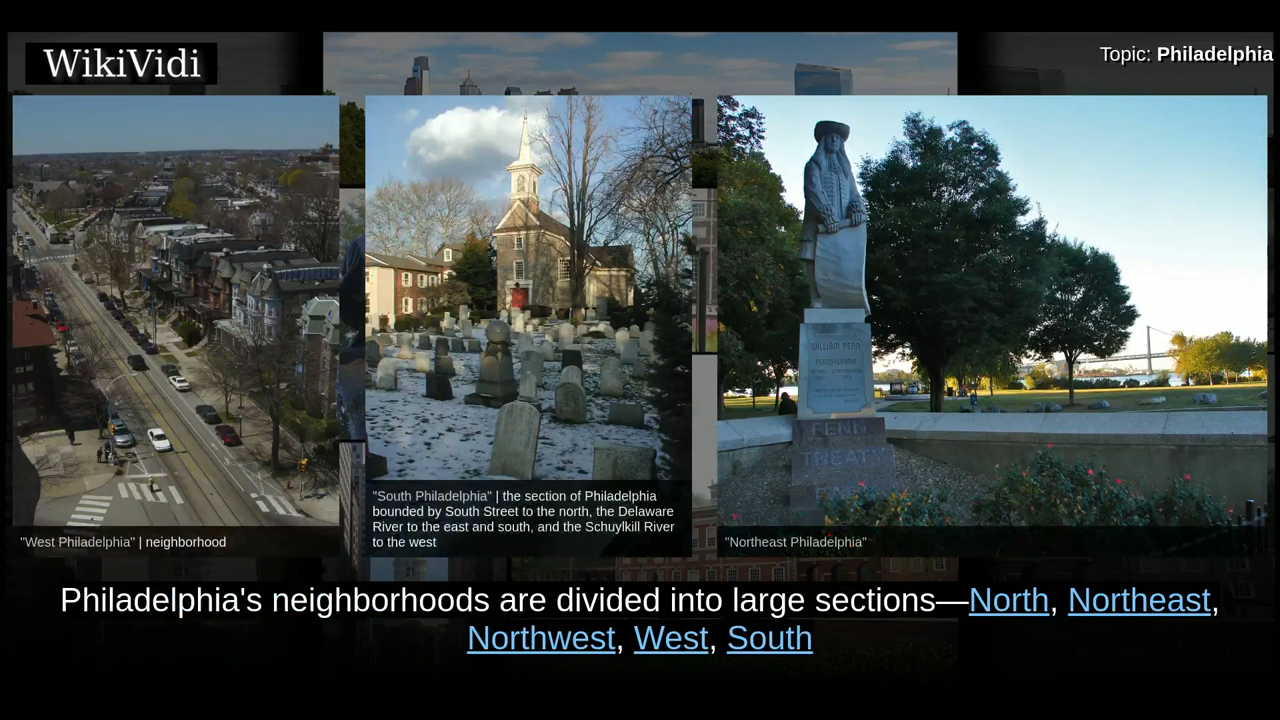 WikiVidi
Topic: Philadelphia
WILLIAM PENN
PENNSYLVANIA
PENN
TREATY
"West Philadelphia" | neighborhood
"South Philadelphia" | the section of Philadelphia
bounded by South Street to the north, the Delaware
River to the east and south, and the Schuylkill River
to the west
"Northeast Philadelphia"
Philadelphia's neighborhoods are divided into large sections—North, Northeast,
Northwest, West, South